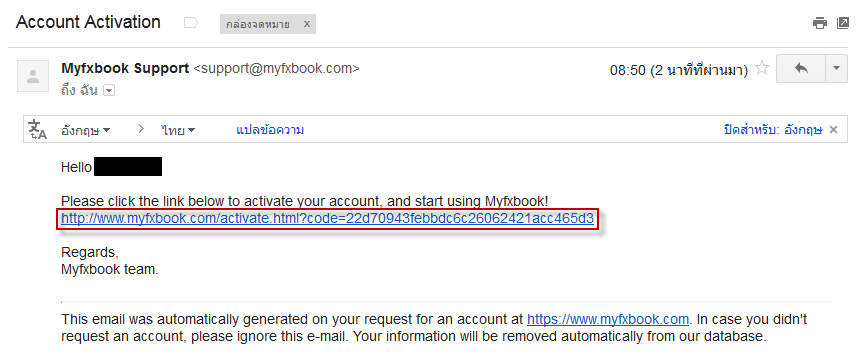 Account Activation กล่องจดหมาย x
Myfxbook Support <support@myfxbook.com> 08:50 (2 นาทีที่ผ่านมา)
ถึง ฉัน
อังกฤษ > ไทย แปลข้อความ ปิดสำหรับ: อังกฤษ x
Hello
Please click the link below to activate your account, and start using Myfxbook!
http://www.myfxbook.com/activate.html?code=22d70943febbdc6c26062421acc465d3
Regards,
Myfxbook team.
This email was automatically generated on your request for an account at https://www.myfxbook.com. In case you didn't
request an account, please ignore this e-mail. Your information will be removed automatically from our database.